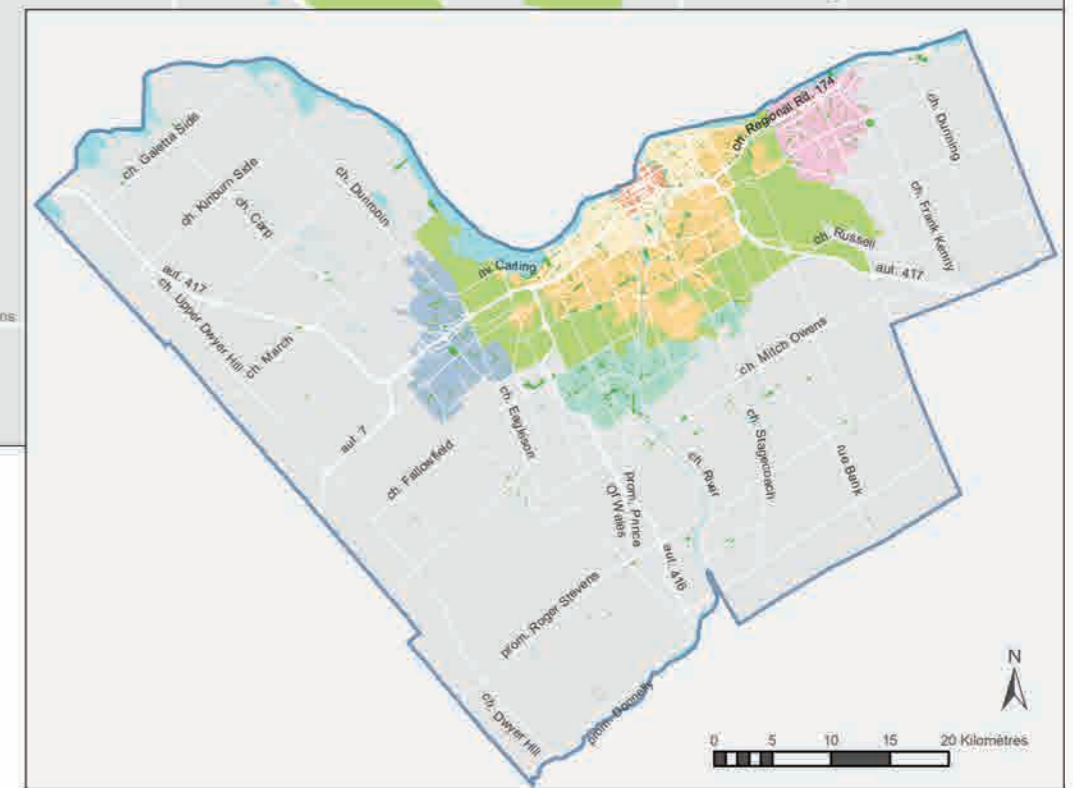 ns
ch. Galetta Side
ch. Kinburn Side
ch. Carp
ch. Dunrobin
aut. 417
ch. Upper Dwyer Hill
ch. March
aut. 7
av. Carling
ch. Regional Rd. 174
ch. Dunning
ch. Frank Kenny
ch. Russell
aut. 417
ch. Mitch Owens
ch. Eagleson
ch. Fallowfield
prom. Prince
Of Wales
ch. River
ch. Stagecoach
rue Bank
aut. 416
prom. Roger Stevens
prom. Donnelly
ch. Dwyer Hill
N
0 5 10 15 20 Kilomètres